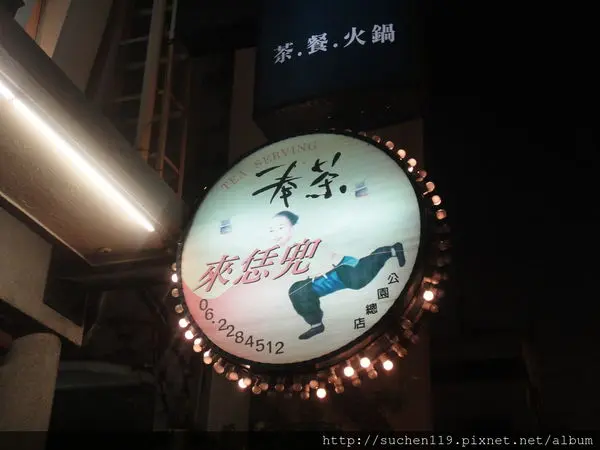 茶.餐.火鍋
TEA SERVING
奉茶
來恁兜
公園總店
06.2284512
http://suchen119.pixnet.net/album